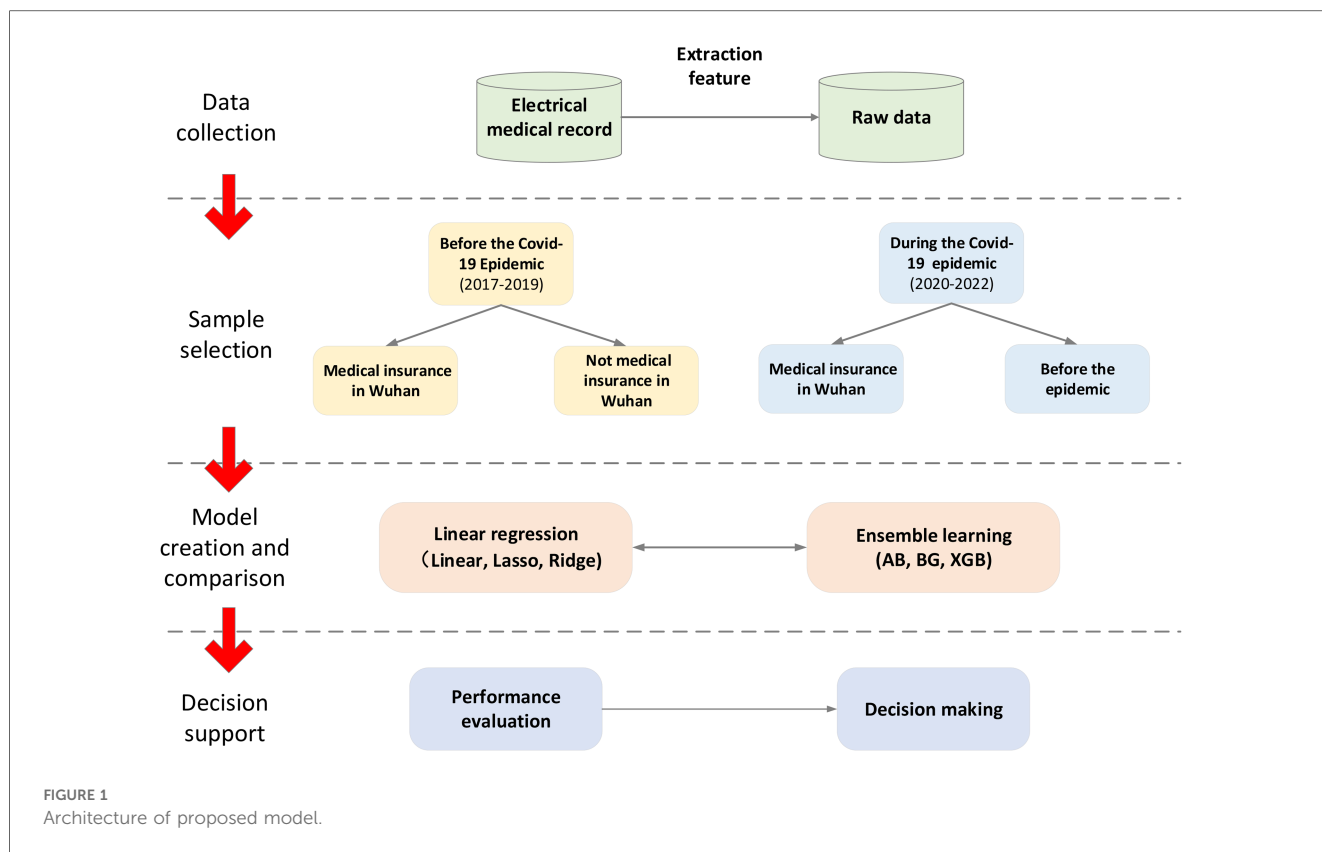 Data
collection
Extraction
feature
Electrical
medical record
Raw data
Sample
selection
Before the Covid-
19 Epidemic
(2017-2019)
Medical insurance
in Wuhan
Not medical
insurance in
Wuhan
During the Covid-
19 epidemic
(2020-2022)
Medical insurance
in Wuhan
Before the
epidemic
Model
creation and
comparison
Linear regression
（Linear, Lasso, Ridge)
Ensemble learning
(AB, BG, XGB)
Decision
support
Performance
evaluation
Decision making
FIGURE 1
Architecture of proposed model.